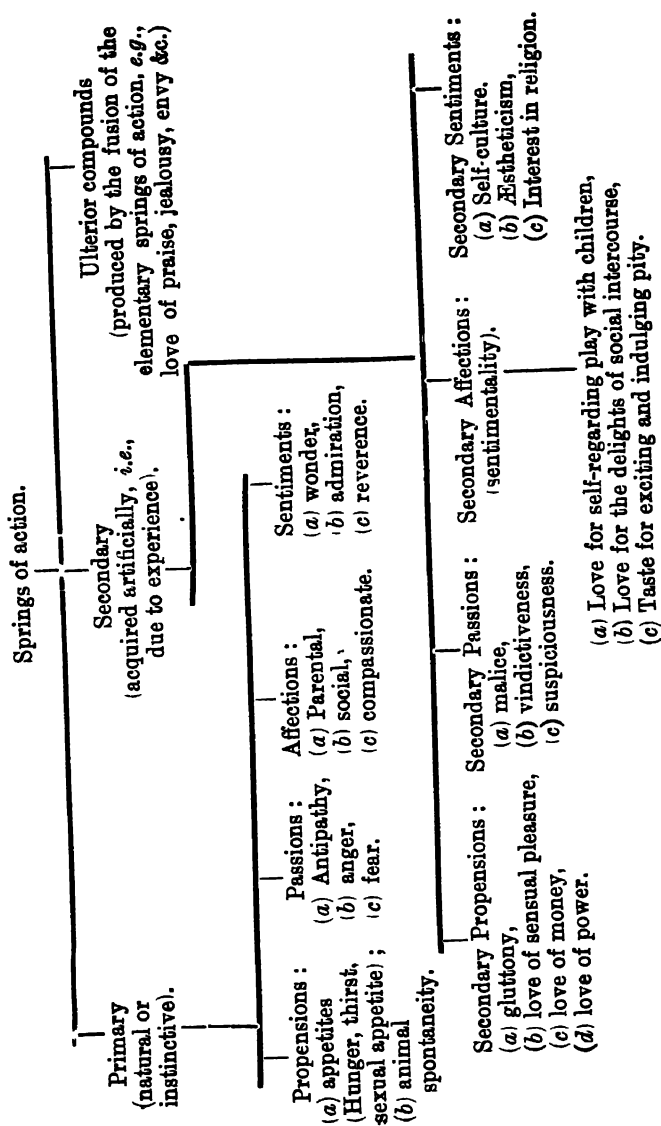 Springs of action.
Primary
(natural or
instinctive).
Secondary
(acquired artificially, i.e.,
due to experience).
Ulterior compounds
(produced by the fusion of the
elementary springs of action, e.g.,
love of praise, jealousy, envy &c.)
Propensions :
(a) appetites
(Hunger, thirst,
sexual appetite) ;
(b) animal
spontaneity.
Passions :
(a) Antipathy,
(b) anger,
(c) fear.
Affections :
(a) Parental,
(b) social,
(c) compassionate.
Sentiments :
(a) wonder,
(b) admiration,
(c) reverence.
Secondary Propensions :
(a) gluttony,
(b) love of sensual pleasure,
(c) love of money,
(d) love of power.
Secondary Passions :
(a) malice,
(b) vindictiveness,
(c) suspiciousness.
Secondary Affections :
(sentimentality).
Secondary Sentiments :
(a) Self-culture.
(b) Æstheticism,
(c) Interest in religion.
(a) Love for self-regarding play with children,
(b) Love for the delights of social intercourse,
(c) Taste for exciting and indulging pity.